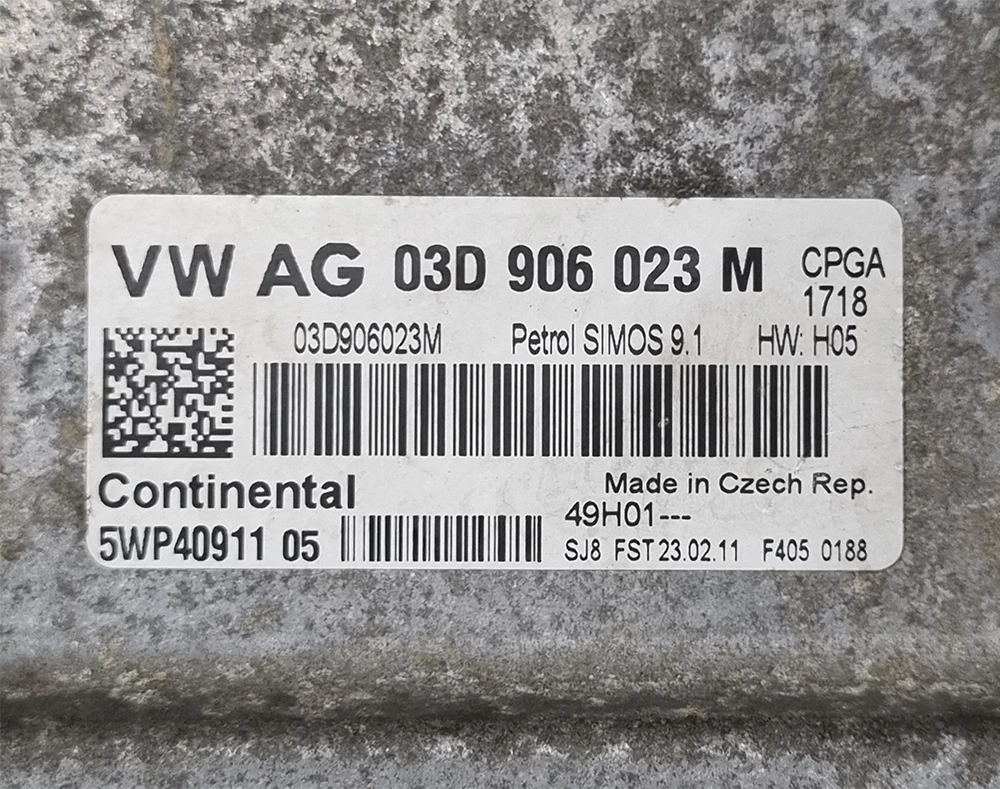 VW AG 03D 906 023 M CPGA
1718
03D906023M Petrol SIMOS 9.1 HW: H05
Continental Made in Czech Rep.
49H01---
5WP40911 05 SJ8 FST 23.02.11 F405 0188